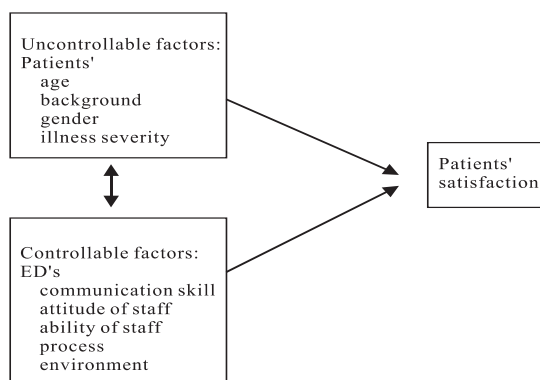 Uncontrollable factors:
Patients'
age
background
gender
illness severity
Patients'
satisfaction
Controllable factors:
ED's
communication skill
attitude of staff
ability of staff
process
environment